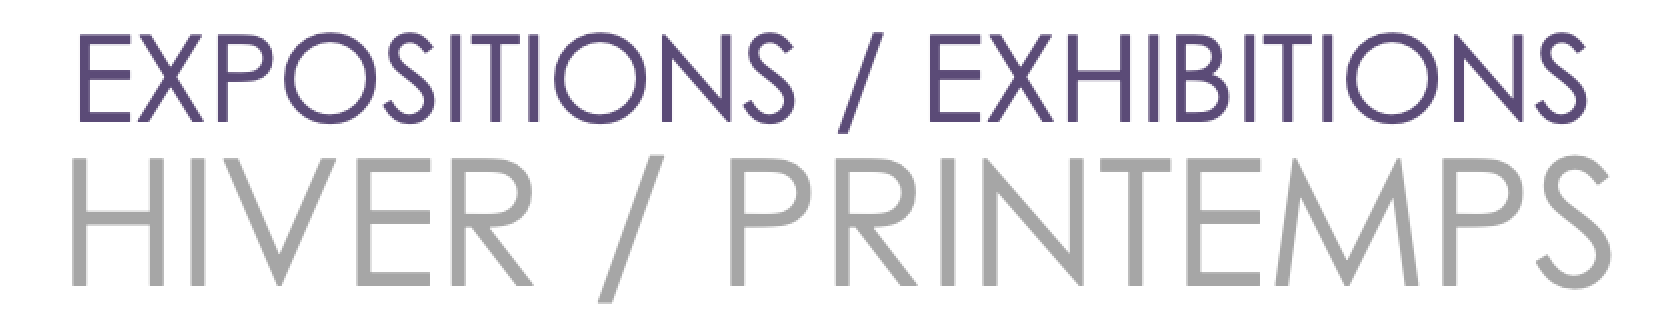 EXPOSITIONS / EXHIBITIONS
HIVER / PRINTEMPS